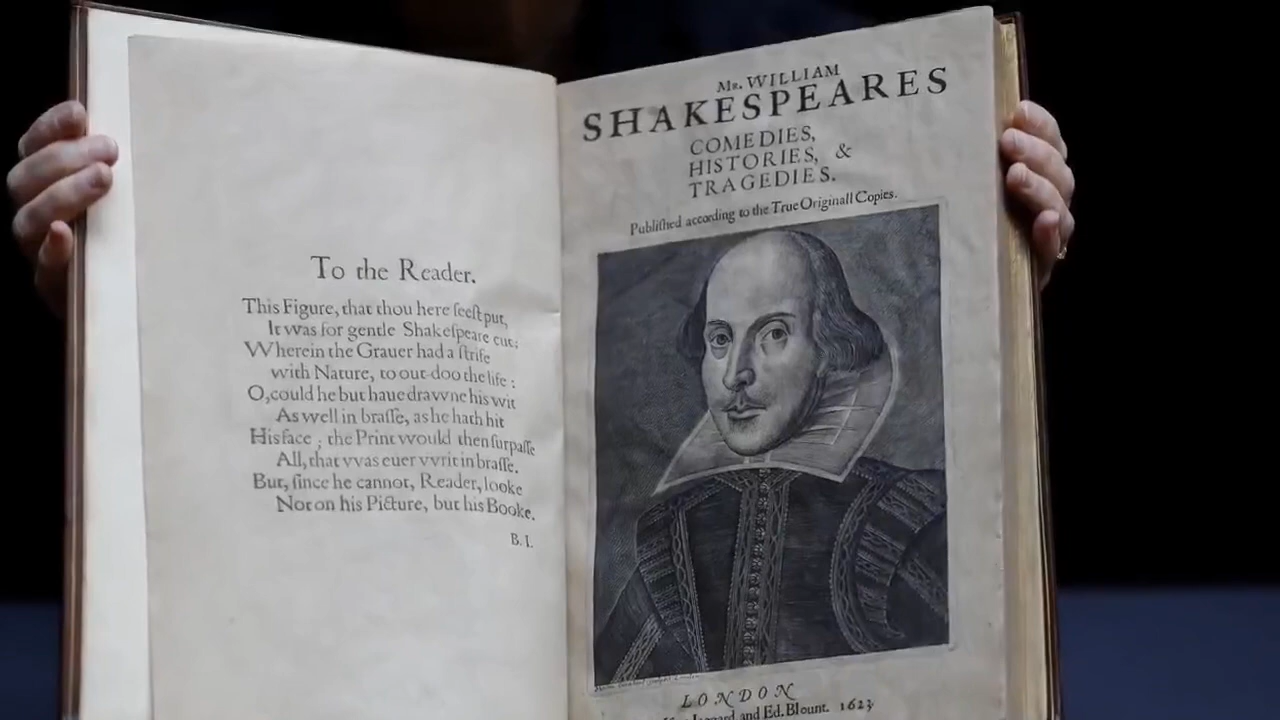 To the Reader.
This Figure, that thou here ſeeſt put,
It was for gentle Shakeſpeare cut;
Wherein the Grauer had a ſtrife
with Nature, to out-doo the life :
O, could he but haue dravvne his wit
As well in braſſe, as he hath hit
His face ; the Print would then ſurpaſſe
All, that vvas euer vvrit in braſſe.
But, ſince he cannot, Reader, looke
Not on his Picture, but his Booke.
B. I.
Mr. WILLIAM
SHAKESPEARES
COMEDIES,
HISTORIES, &
TRAGEDIES.
Publiſhed according to the True Originall Copies.
LONDON
and Ed. Blount. 1623